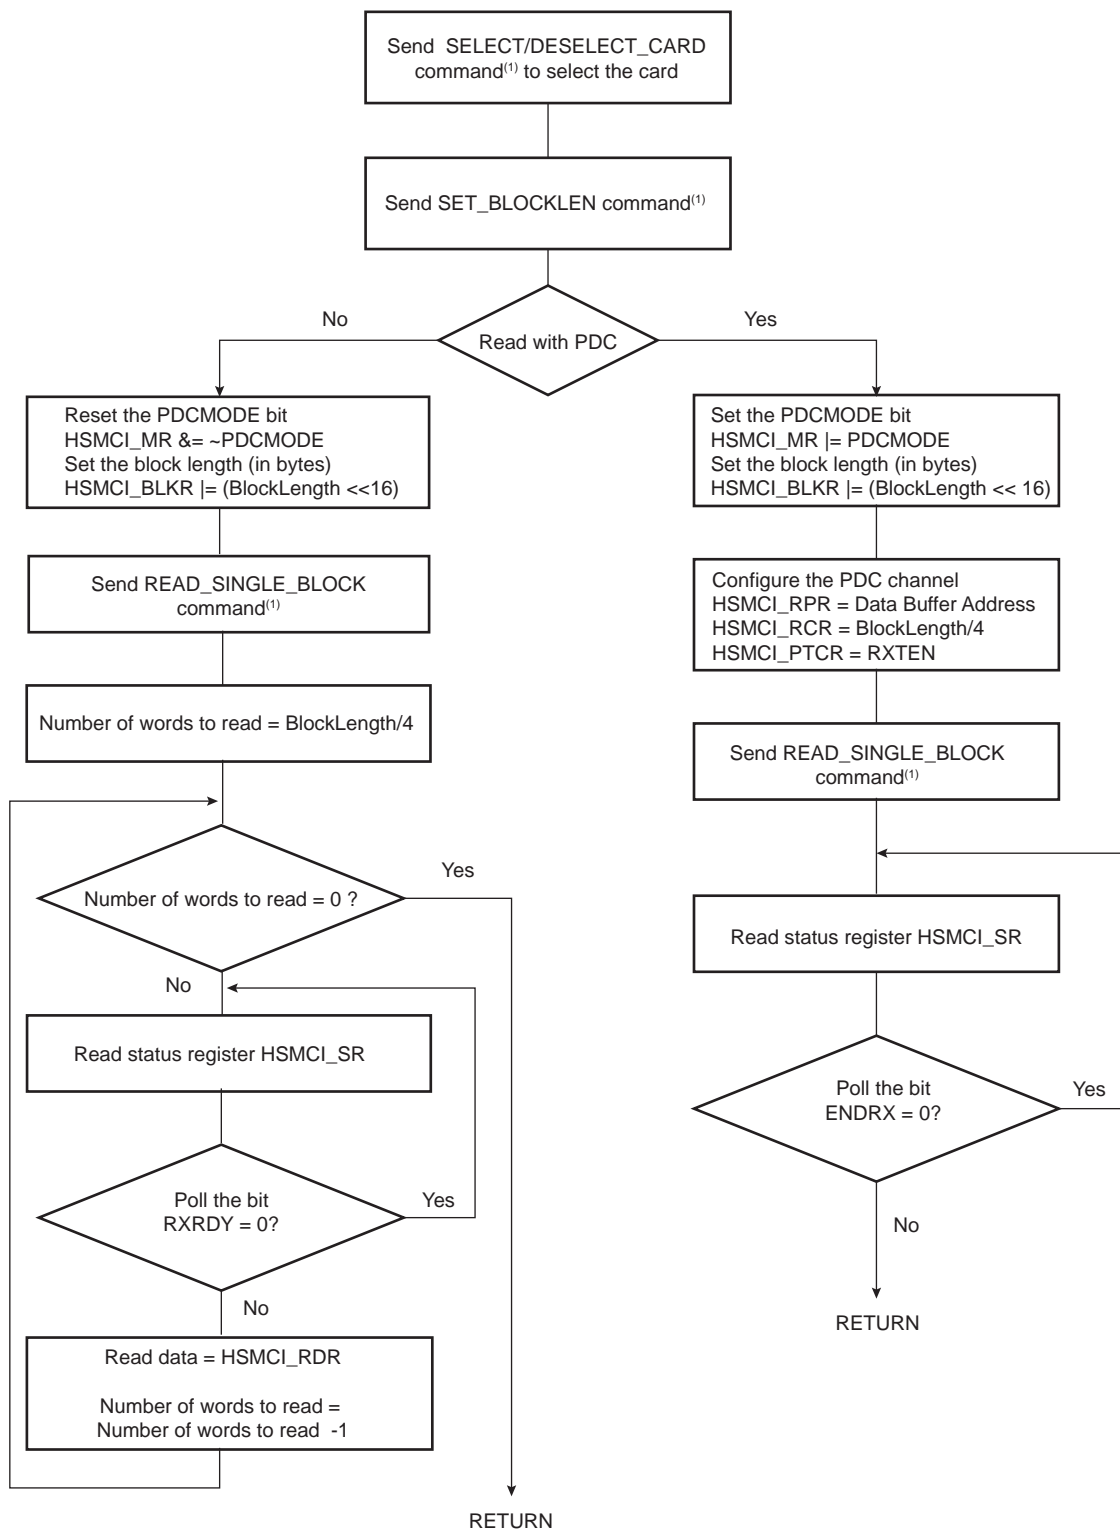 Send SELECT/DESELECT_CARD
command(1) to select the card
Send SET_BLOCKLEN command(1)
No
Yes
Read with PDC
Reset the PDCMODE bit
HSMCI_MR &= ~PDCMODE
Set the block length (in bytes)
HSMCI_BLKR |= (BlockLength <<16)
Send READ_SINGLE_BLOCK
command(1)
Number of words to read = BlockLength/4
Number of words to read = 0 ?
Yes
No
Read status register HSMCI_SR
Poll the bit
RXRDY = 0?
Yes
No
Read data = HSMCI_RDR
Number of words to read =
Number of words to read -1
RETURN
Set the PDCMODE bit
HSMCI_MR |= PDCMODE
Set the block length (in bytes)
HSMCI_BLKR |= (BlockLength << 16)
Configure the PDC channel
HSMCI_RPR = Data Buffer Address
HSMCI_RCR = BlockLength/4
HSMCI_PTCR = RXTEN
Send READ_SINGLE_BLOCK
command(1)
Read status register HSMCI_SR
Poll the bit
ENDRX = 0?
Yes
No
RETURN